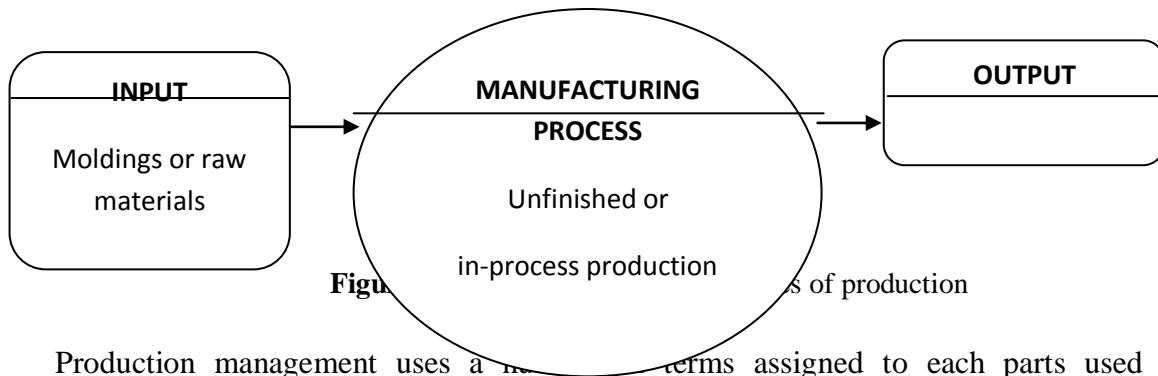 INPUT
Moldings or raw
materials
MANUFACTURING
PROCESS
Unfinished or
in-process production
OUTPUT
of production
Production management uses a terms assigned to each parts used